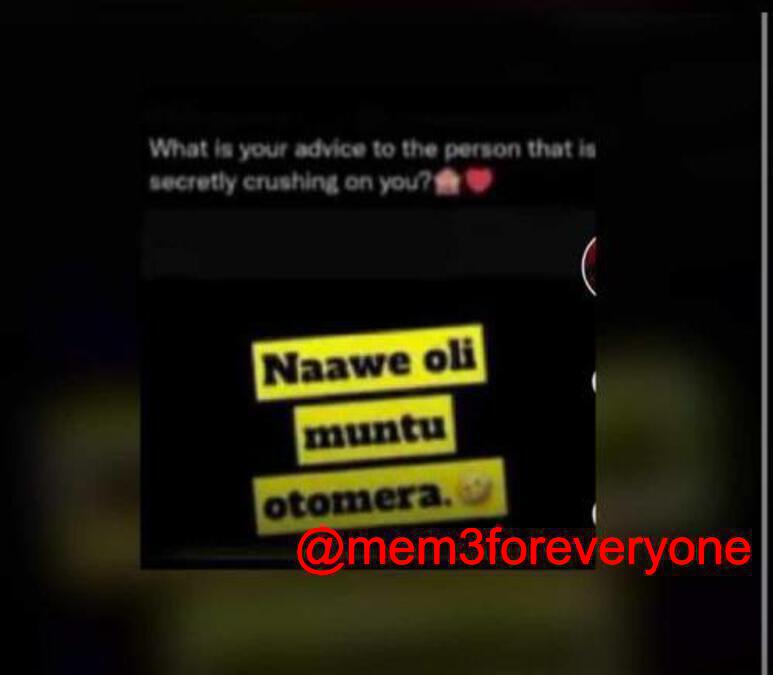 What is your advice to the person that is
secretly crushing on you?🙈❤️
Naawe oli
muntu
otomera.🤣
@mem3foreveryone